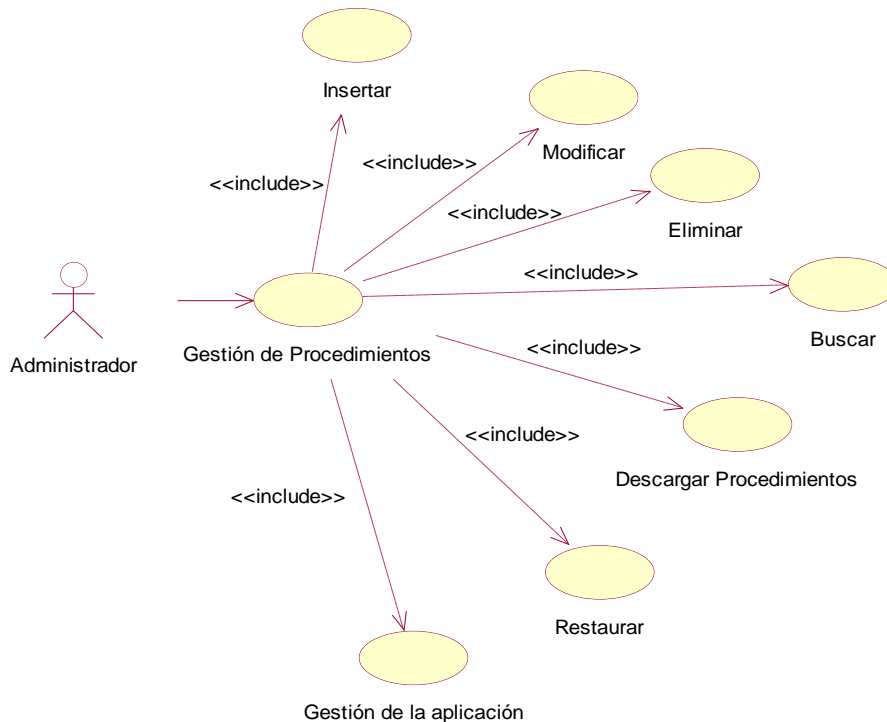 Insertar
<<include>>
Modificar
<<include>>
<<include>>
Eliminar
<<include>>
Buscar
Administrador
Gestión de Procedimientos
<<include>>
Descargar Procedimientos
<<include>>
Restaurar
<<include>>
Gestión de la aplicación